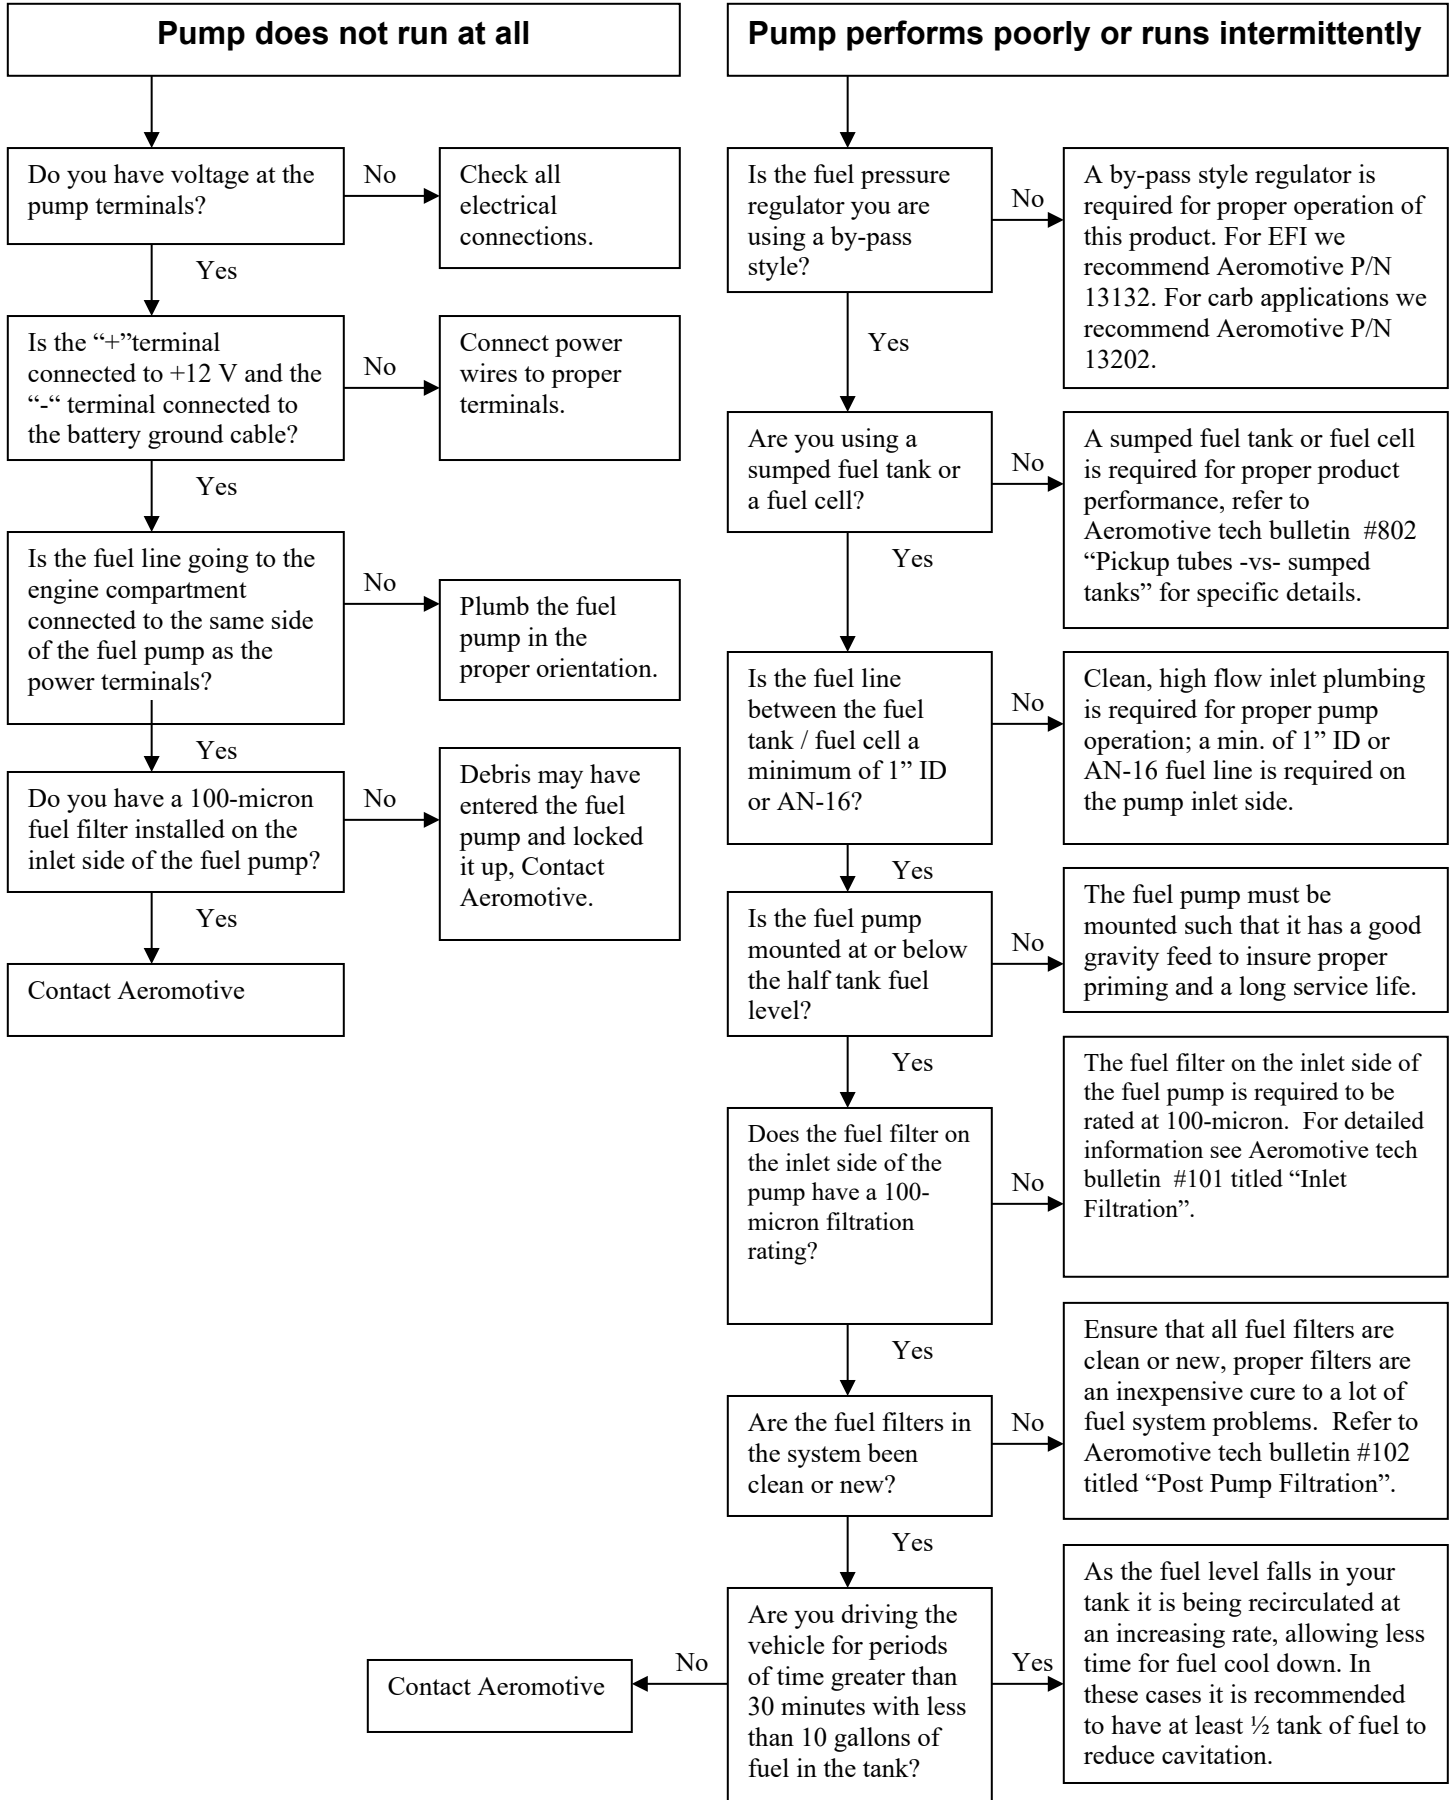 Pump does not run at all
Do you have voltage at the
pump terminals?
No
Check all
electrical
connections.
Yes
Is the “+”terminal
connected to +12 V and the
“-“ terminal connected to
the battery ground cable?
No
Connect power
wires to proper
terminals.
Yes
Is the fuel line going to the
engine compartment
connected to the same side
of the fuel pump as the
power terminals?
No
Plumb the fuel
pump in the
proper orientation.
Yes
Do you have a 100-micron
fuel filter installed on the
inlet side of the fuel pump?
No
Debris may have
entered the fuel
pump and locked
it up, Contact
Aeromotive.
Yes
Contact Aeromotive
Pump performs poorly or runs intermittently
Is the fuel pressure
regulator you are
using a by-pass
style?
No
A by-pass style regulator is
required for proper operation of
this product. For EFI we
recommend Aeromotive P/N
13132. For carb applications we
recommend Aeromotive P/N
13202.
Yes
Are you using a
sumped fuel tank or
a fuel cell?
No
A sumped fuel tank or fuel cell
is required for proper product
performance, refer to
Aeromotive tech bulletin  #802
“Pickup tubes -vs- sumped
tanks” for specific details.
Yes
Is the fuel line
between the fuel
tank / fuel cell a
minimum of 1” ID
or AN-16?
No
Clean, high flow inlet plumbing
is required for proper pump
operation; a min. of 1” ID or
AN-16 fuel line is required on
the pump inlet side.
Yes
Is the fuel pump
mounted at or below
the half tank fuel
level?
No
The fuel pump must be
mounted such that it has a good
gravity feed to insure proper
priming and a long service life.
Yes
Does the fuel filter on
the inlet side of the
pump have a 100-
micron filtration
rating?
No
The fuel filter on the inlet side of
the fuel pump is required to be
rated at 100-micron.  For detailed
information see Aeromotive tech
bulletin  #101 titled “Inlet
Filtration”.
Yes
Are the fuel filters in
the system been
clean or new?
No
Ensure that all fuel filters are
clean or new, proper filters are
an inexpensive cure to a lot of
fuel system problems.  Refer to
Aeromotive tech bulletin #102
titled “Post Pump Filtration”.
Yes
Are you driving the
vehicle for periods
of time greater than
30 minutes with less
than 10 gallons of
fuel in the tank?
No
Contact Aeromotive
Yes
As the fuel level falls in your
tank it is being recirculated at
an increasing rate, allowing less
time for fuel cool down. In
these cases it is recommended
to have at least ½ tank of fuel to
reduce cavitation.